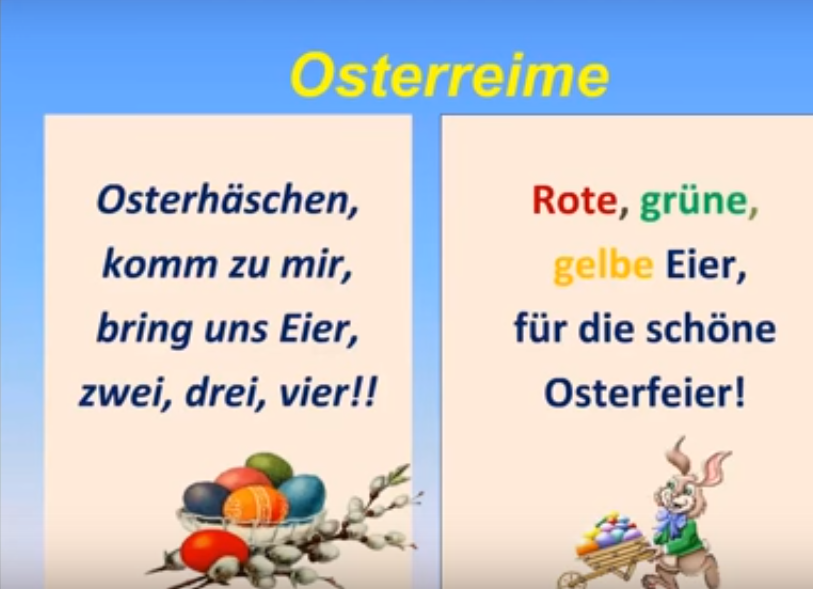 Osterreime
Osterhäschen,
komm zu mir,
bring uns Eier,
zwei, drei, vier!!
Rote, grüne,
gelbe Eier,
für die schöne
Osterfeier!